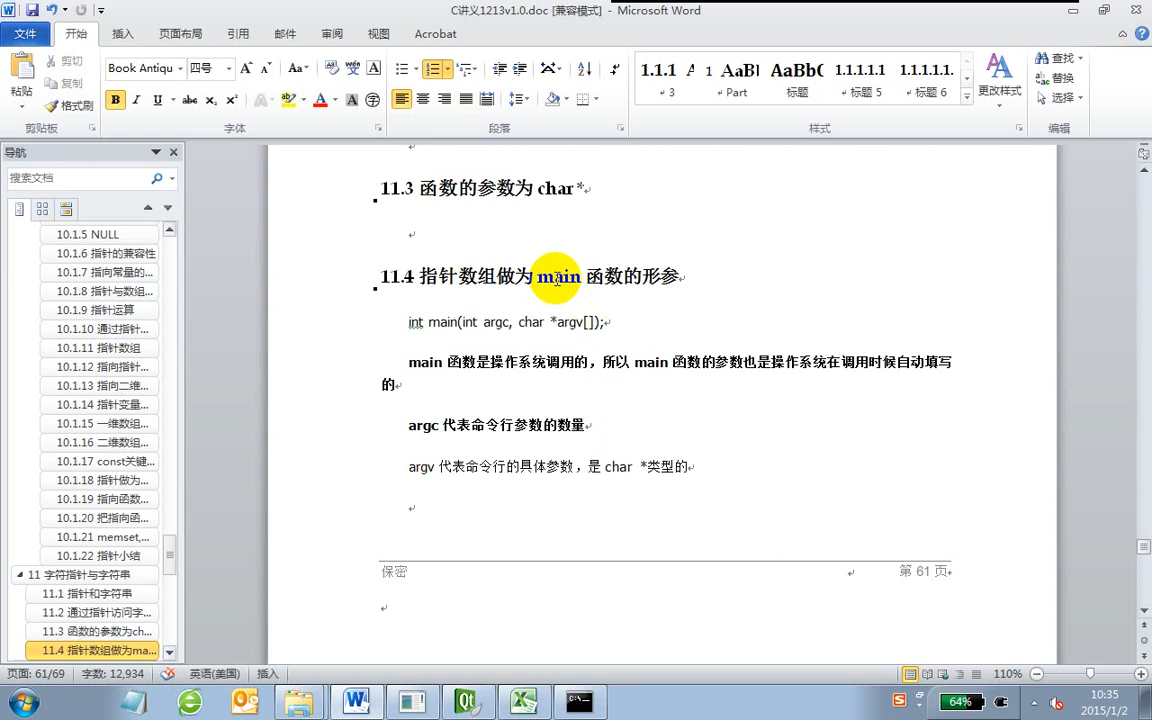 C讲义1213v1.0.doc [兼容模式] - Microsoft Word
文件 开始 插入 页面布局 引用 邮件 审阅 视图 Acrobat
粘贴 剪切 复制 格式刷
Book Antiqu 四号
剪贴板 字体 段落 样式 编辑
1.1.1 A 1 AaBl AaBbC 1.1.1.1.1 1.1.1.1.1.
3 Part 标题 标题 5 标题 6
更改样式
查找
替换
选择
导航
搜索文档
10.1.5 NULL
10.1.6 指针的兼容性
10.1.7 指向常量的...
10.1.8 指针与数组...
10.1.9 指针运算
10.1.10 通过指针...
10.1.11 指针数组
10.1.12 指向指针...
10.1.13 指向二维...
10.1.14 指针变量...
10.1.15 一维数组...
10.1.16 二维数组...
10.1.17 const关键...
10.1.18 指针做为...
10.1.19 指向函数...
10.1.20 把指向函...
10.1.21 memset,...
10.1.22 指针小结
11 字符指针与字符串
11.1 指针和字符串
11.2 通过指针访问字...
11.3 函数的参数为ch...
11.4 指针数组做为ma...
11.3 函数的参数为 char*
11.4 指针数组做为 main 函数的形参
int main(int argc, char *argv[]);
main 函数是操作系统调用的，所以 main 函数的参数也是操作系统在调用时候自动填写
的
argc 代表命令行参数的数量
argv 代表命令行的具体参数，是 char *类型的
保密 第 61 页
页面: 61/69 字数: 12,934 英语(美国) 插入 110%
64% 10:35
2015/1/2